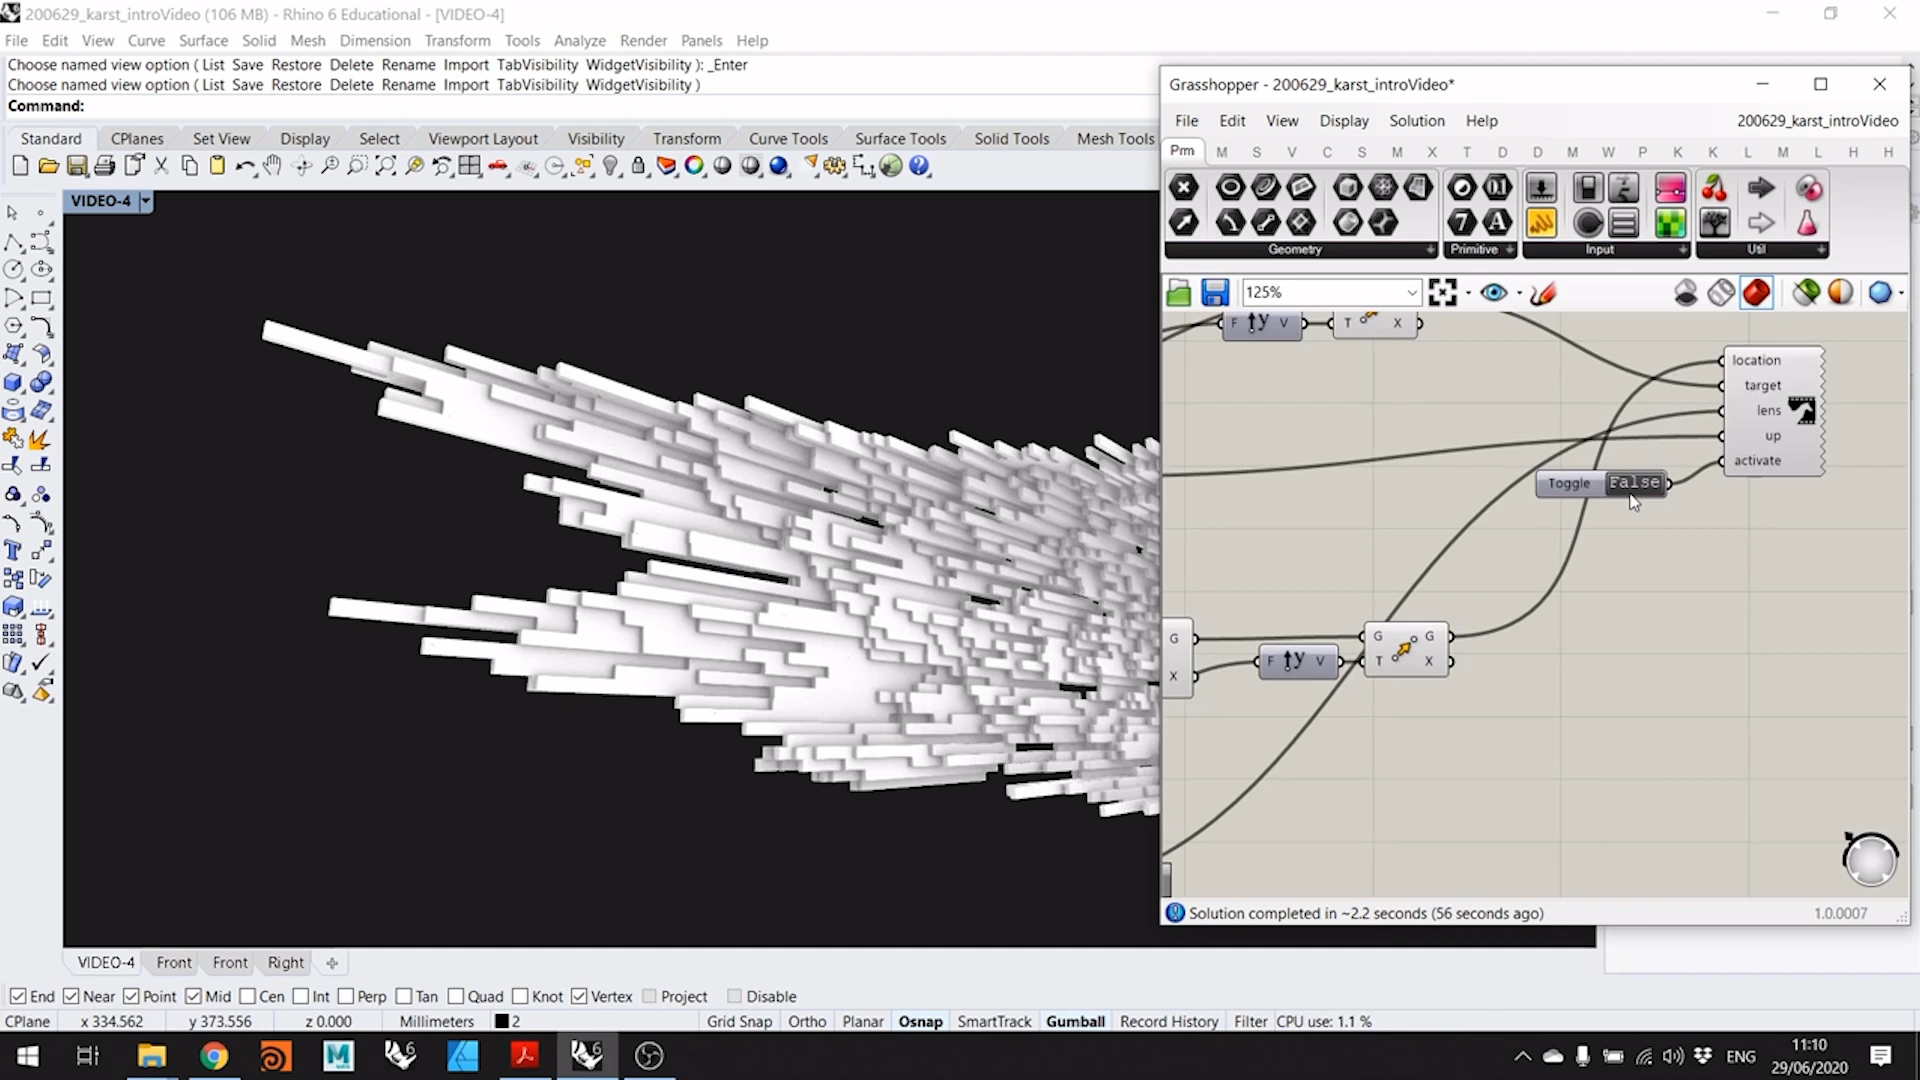 200629_karst_introVideo (106 MB) - Rhino 6 Educational - [VIDEO-4]
File Edit View Curve Surface Solid Mesh Dimension Transform Tools Analyze Render Panels Help
Choose named view option ( List Save Restore Delete Rename Import TabVisibility WidgetVisibility ): _Enter
Choose named view option ( List Save Restore Delete Rename Import TabVisibility WidgetVisibility )
Command:
Standard CPlanes Set View Display Select Viewport Layout Visibility Transform Curve Tools Surface Tools Solid Tools Mesh Tools
VIDEO-4
Grasshopper - 200629_karst_introVideo*
File Edit View Display Solution Help 200629_karst_introVideo
Prm M S V C S M X T D D M W P K K L M L H H
Geometry Primitive Input Util
125%
F y V T X
location
target
lens
up
activate
Toggle False
G G G
X F y V T X
Solution completed in ~2.2 seconds (56 seconds ago) 1.0.0007
VIDEO-4 Front Front Right
End Near Point Mid Cen Int Perp Tan Quad Knot Vertex Project Disable
CPlane x 334.562 y 373.556 z 0.000 Millimeters 2 Grid Snap Ortho Planar Osnap SmartTrack Gumball Record History Filter CPU use: 1.1 %
ENG
11:10
29/06/2020